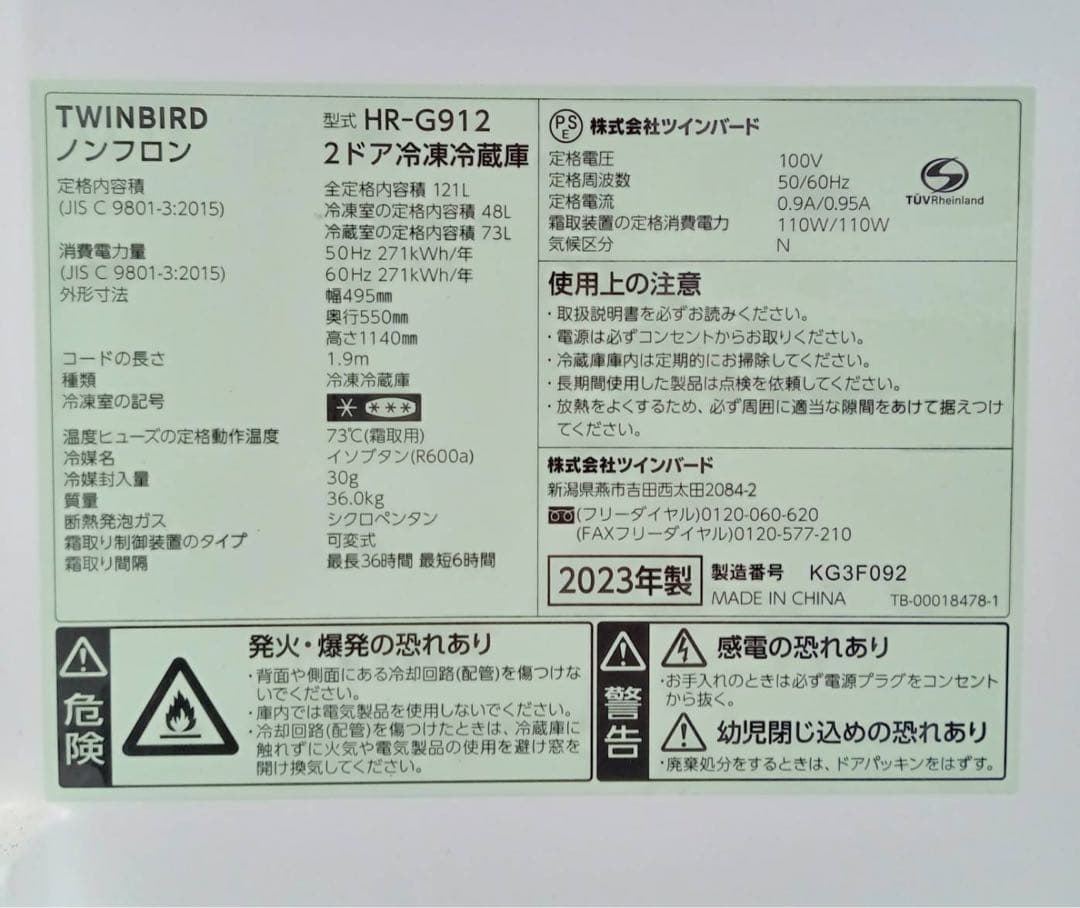 TWINBIRD
ノンフロン
型式 HR-G912
2ドア冷凍冷蔵庫
定格内容積
(JIS C 9801-3:2015)
全定格内容積 121L
冷凍室の定格内容積 48L
冷蔵室の定格内容積 73L
消費電力量
(JIS C 9801-3:2015)
50Hz 271kWh/年
60Hz 271kWh/年
外形寸法
幅495㎜
奥行550㎜
高さ1140㎜
コードの長さ 1.9m
種類 冷凍冷蔵庫
冷凍室の記号
温度ヒューズの定格動作温度 73℃(霜取用)
冷媒名 イソブタン(R600a)
冷媒封入量 30g
質量 36.0kg
断熱発泡ガス シクロペンタン
霜取り制御装置のタイプ 可変式
霜取り間隔 最長36時間 最短6時間
PSE 株式会社ツインバード
定格電圧 100V
定格周波数 50/60Hz
定格電流 0.9A/0.95A
霜取装置の定格消費電力 110W/110W
気候区分 N
TÜVRheinland
使用上の注意
・取扱説明書を必ずお読みください。
・電源は必ずコンセントからお取りください。
・冷蔵庫庫内は定期的にお掃除してください。
・長期間使用した製品は点検を依頼してください。
・放熱をよくするため、必ず周囲に適当な隙間をあけて据えつけ
てください。
株式会社ツインバード
新潟県燕市吉田西太田2084-2
(フリーダイヤル)0120-060-620
(FAXフリーダイヤル)0120-577-210
2023年製
製造番号 KG3F092
MADE IN CHINA TB-00018478-1
危険
発火・爆発の恐れあり
・背面や側面にある冷却回路(配管)を傷つけな
いでください。
・庫内では電気製品を使用しないでください。
・冷却回路(配管)を傷つけたときは、冷蔵庫に
触れずに火気や電気製品の使用を避け窓を
開け換気してください。
警告
感電の恐れあり
・お手入れのときは必ず電源プラグをコンセント
から抜く。
幼児閉じ込めの恐れあり
・廃棄処分をするときは、ドアパッキンをはずす。